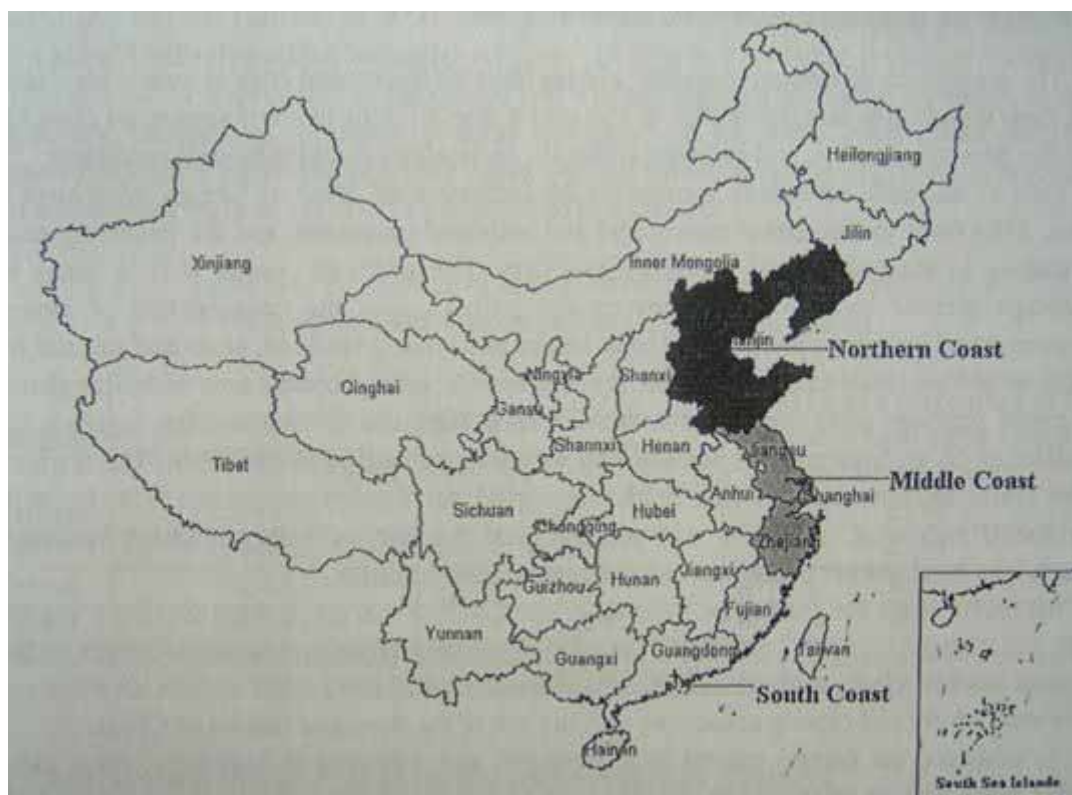 Heilongjiang
Jilin
Xinjiang
Inner Mongolia
Northern Coast
Qinghai
Ningxia
Shanxi
Gansu
Shannxi
Henan
Tibet
Middle Coast
Anhui
Shanghai
Sichuan
Hubei
Chongqing
Zhejiang
Hunan
Jiangxi
Guizhou
Fujian
Yunnan
Guangxi
Guangdong
Taiwan
South Coast
Hainan
South Sea Islands